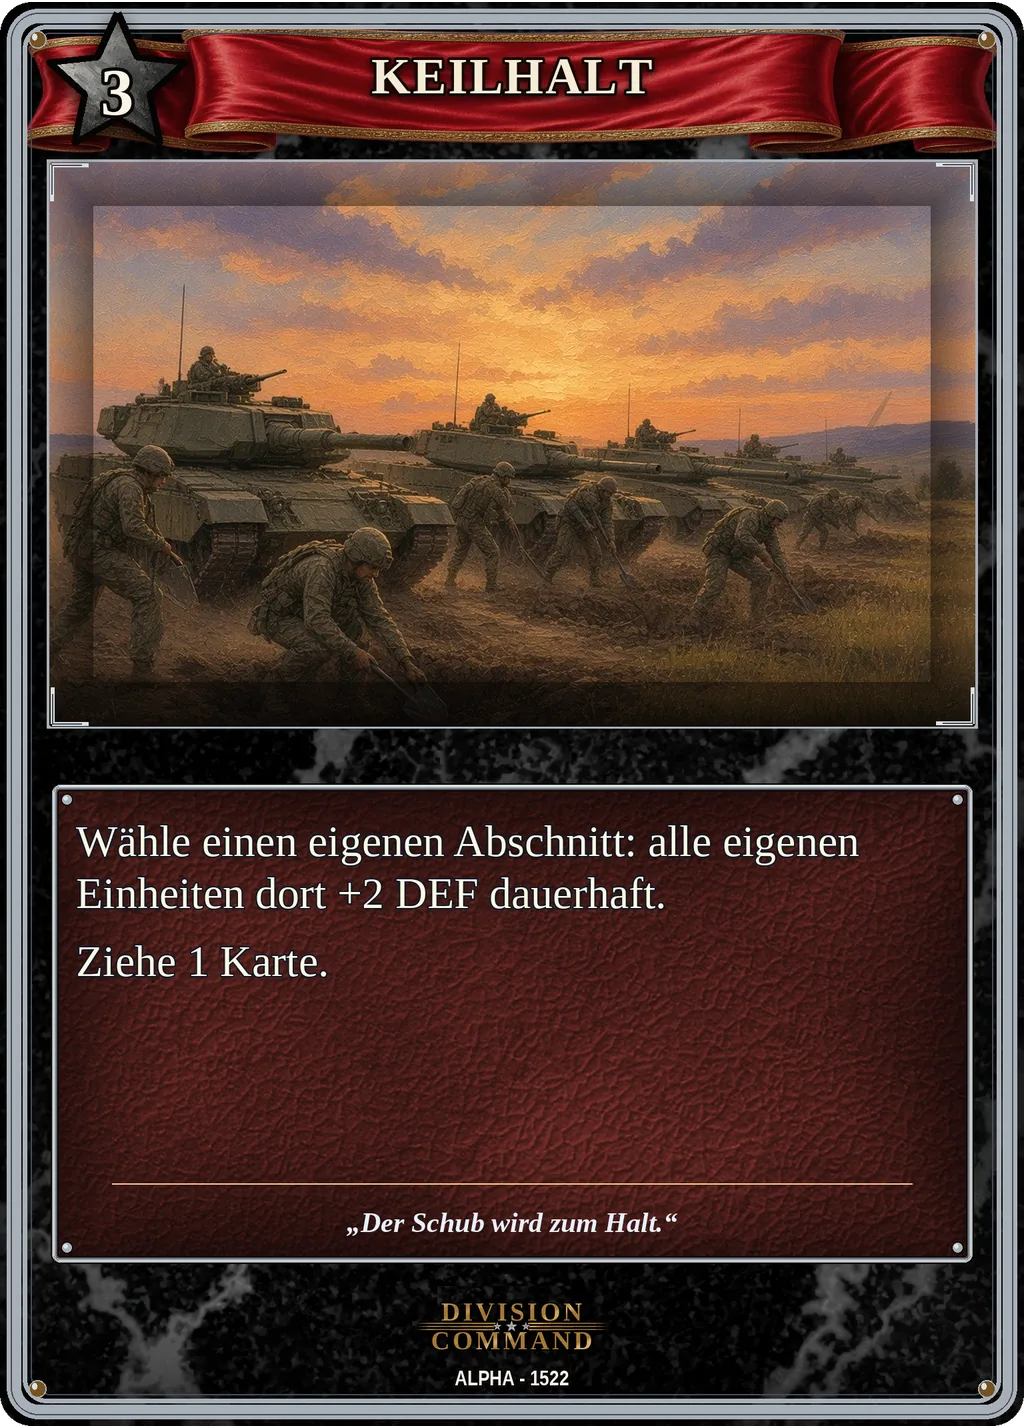 3
KEILHALT
Wähle einen eigenen Abschnitt: alle eigenen
Einheiten dort +2 DEF dauerhaft.
Ziehe 1 Karte.
„Der Schub wird zum Halt.“
DIVISION
COMMAND
ALPHA - 1522